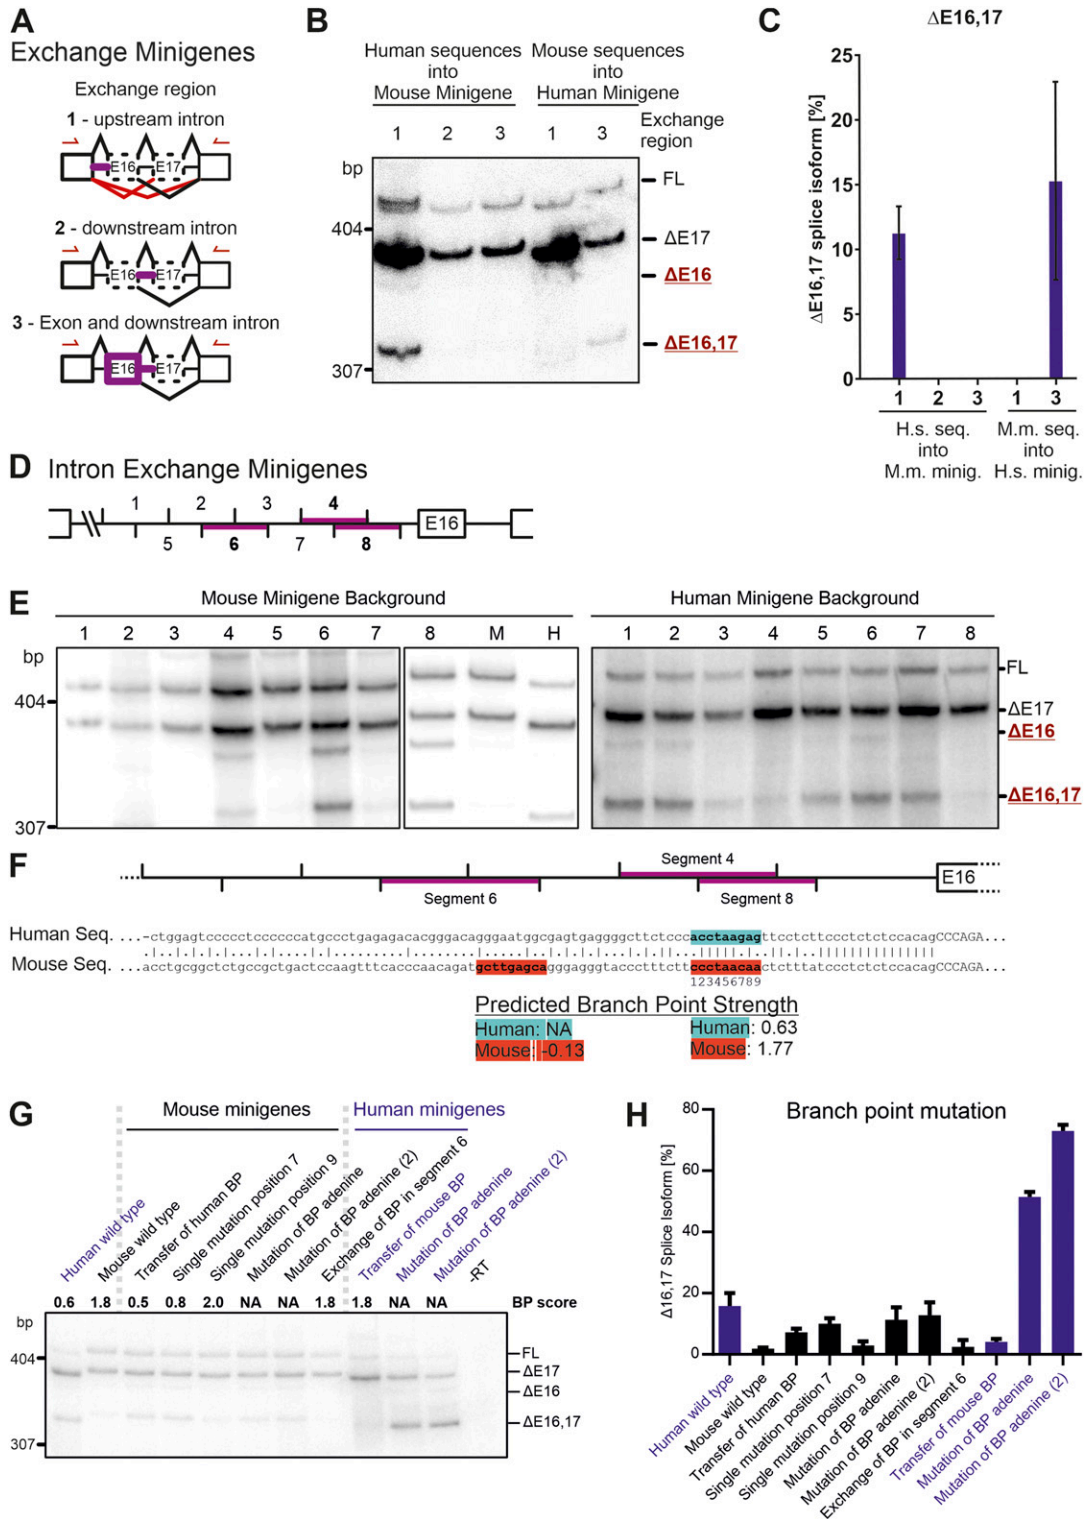 A
Exchange Minigenes
Exchange region
1 - upstream intron
E16 E17
2 - downstream intron
E16 E17
3 - Exon and downstream intron
E16 E17
B
Human sequences into Mouse Minigene
Mouse sequences into Human Minigene
1 2 3 1 3 Exchange region
bp
404
307
FL
ΔE17
ΔE16
ΔE16,17
C
ΔE16,17
ΔE16,17 splice isoform [%]
25
20
15
10
5
0
1 2 3 1 3
H.s. seq. into M.m. minig.
M.m. seq. into H.s. minig.
D Intron Exchange Minigenes
1 2 3 4
E16
5 6 7 8
E
Mouse Minigene Background
Human Minigene Background
1 2 3 4 5 6 7 8 M H
1 2 3 4 5 6 7 8
bp
404
307
FL
ΔE17
ΔE16
ΔE16,17
F
Segment 4
E16
Segment 6
Segment 8
Human Seq. ...-ctggagtcccccctccccccatgccctgagagacacgggacagggaatggcgagtgaggggcttctcccacctaagagttcctcttccctctctccacagCCCAGA...
Mouse Seq. ...acctgcggctctgccgctgactccaagtttcacccaacagatgcttgagcagggagggtaccctttcttccctaacaactctttatccctctctccacagCCCAGA...
123456789
Predicted Branch Point Strength
Human: NA
Human: 0.63
Mouse: -0.13
Mouse: 1.77
G
Mouse minigenes
Human minigenes
Human wild type
Mouse wild type
Transfer of human BP
Single mutation position 7
Single mutation position 9
Mutation of BP adenine
Mutation of BP adenine (2)
Exchange of BP in segment 6
Transfer of mouse BP
Mutation of BP adenine
Mutation of BP adenine (2)
-RT
0.6 1.8 0.5 0.8 2.0 NA NA 1.8 1.8 NA NA BP score
bp
404
307
FL
ΔE17
ΔE16
ΔE16,17
H
Branch point mutation
Δ16,17 Splice Isoform [%]
80
60
40
20
0
Human wild type
Mouse wild type
Transfer of human BP
Single mutation position 7
Single mutation position 9
Mutation of BP adenine
Mutation of BP adenine (2)
Exchange of BP in segment 6
Transfer of mouse BP
Mutation of BP adenine
Mutation of BP adenine (2)